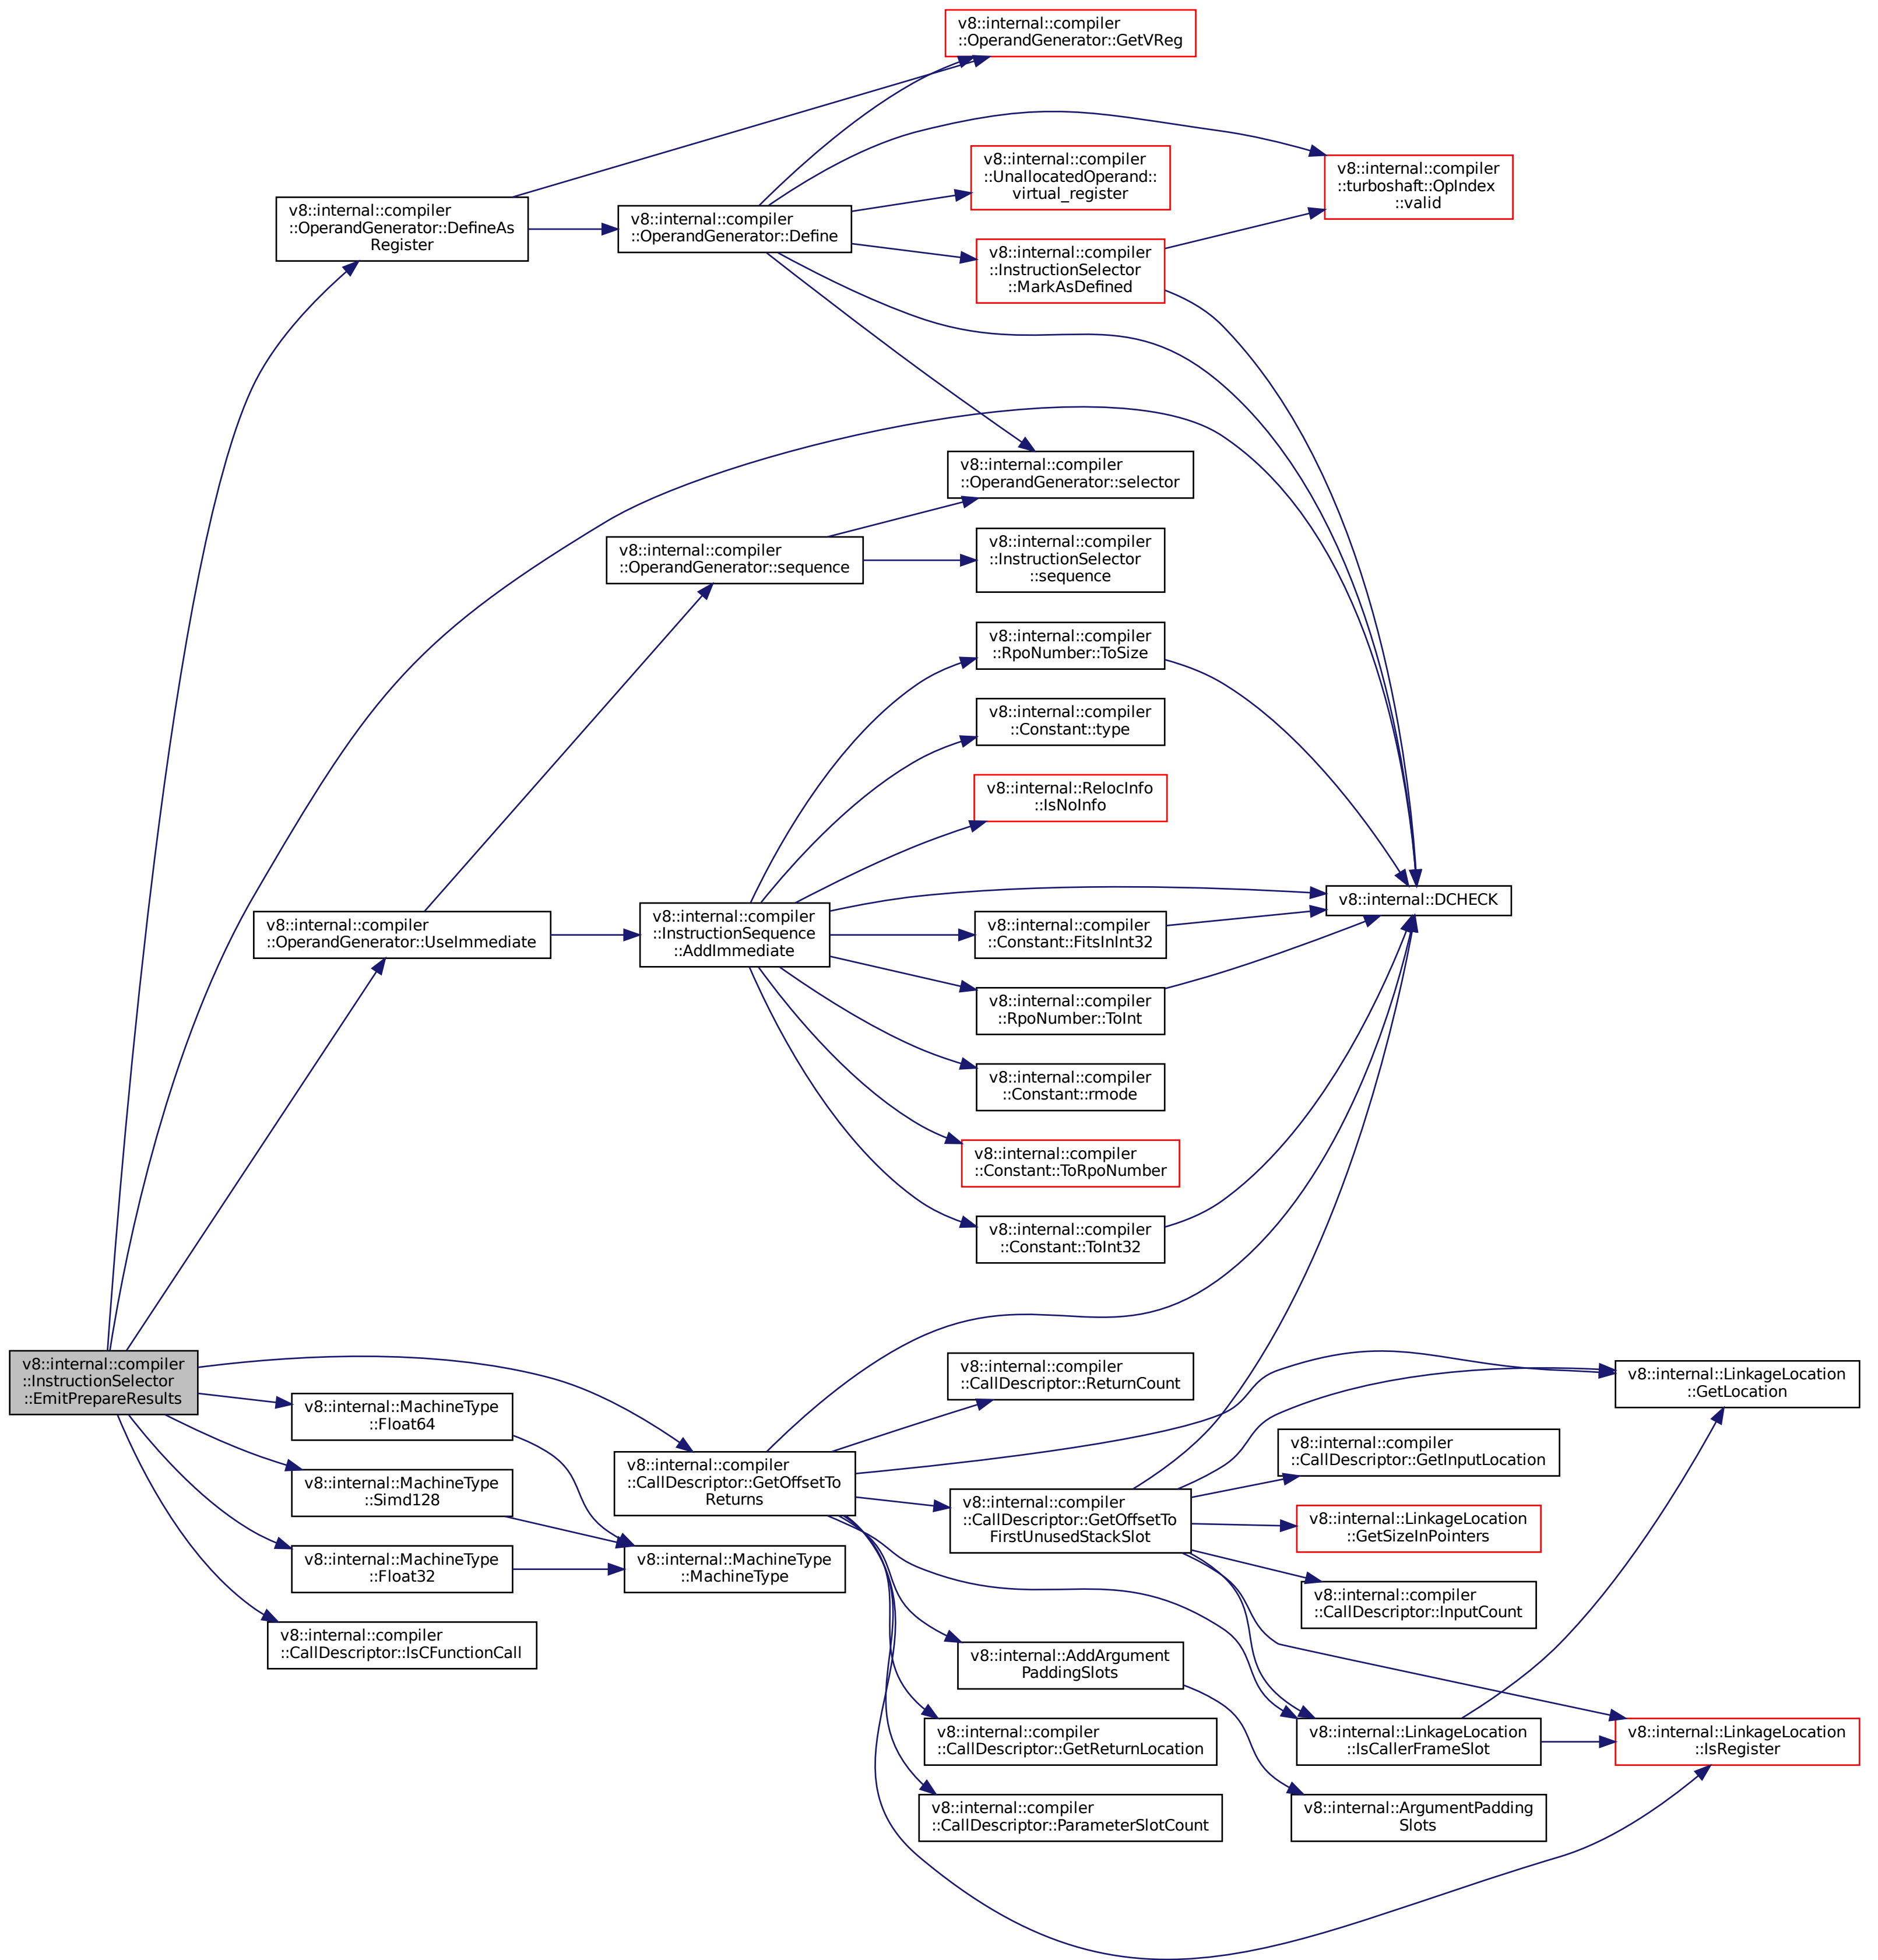 v8::internal::compiler
::OperandGenerator::GetVReg
v8::internal::compiler
::UnallocatedOperand::
virtual_register
v8::internal::compiler
::turboshaft::OpIndex
::valid
v8::internal::compiler
::OperandGenerator::DefineAs
Register
v8::internal::compiler
::OperandGenerator::Define
v8::internal::compiler
::InstructionSelector
::MarkAsDefined
v8::internal::compiler
::OperandGenerator::selector
v8::internal::compiler
::OperandGenerator::sequence
v8::internal::compiler
::InstructionSelector
::sequence
v8::internal::compiler
::RpoNumber::ToSize
v8::internal::compiler
::Constant::type
v8::internal::RelocInfo
::IsNoInfo
v8::internal::DCHECK
v8::internal::compiler
::OperandGenerator::UseImmediate
v8::internal::compiler
::InstructionSequence
::AddImmediate
v8::internal::compiler
::Constant::FitsInInt32
v8::internal::compiler
::RpoNumber::ToInt
v8::internal::compiler
::Constant::rmode
v8::internal::compiler
::Constant::ToRpoNumber
v8::internal::compiler
::Constant::ToInt32
v8::internal::compiler
::InstructionSelector
::EmitPrepareResults
v8::internal::compiler
::CallDescriptor::ReturnCount
v8::internal::LinkageLocation
::GetLocation
v8::internal::MachineType
::Float64
v8::internal::compiler
::CallDescriptor::GetOffsetTo
Returns
v8::internal::compiler
::CallDescriptor::GetInputLocation
v8::internal::MachineType
::Simd128
v8::internal::compiler
::CallDescriptor::GetOffsetTo
FirstUnusedStackSlot
v8::internal::LinkageLocation
::GetSizeInPointers
v8::internal::MachineType
::Float32
v8::internal::MachineType
::MachineType
v8::internal::compiler
::CallDescriptor::InputCount
v8::internal::compiler
::CallDescriptor::IsCFunctionCall
v8::internal::AddArgument
PaddingSlots
v8::internal::compiler
::CallDescriptor::GetReturnLocation
v8::internal::LinkageLocation
::IsCallerFrameSlot
v8::internal::LinkageLocation
::IsRegister
v8::internal::compiler
::CallDescriptor::ParameterSlotCount
v8::internal::ArgumentPadding
Slots